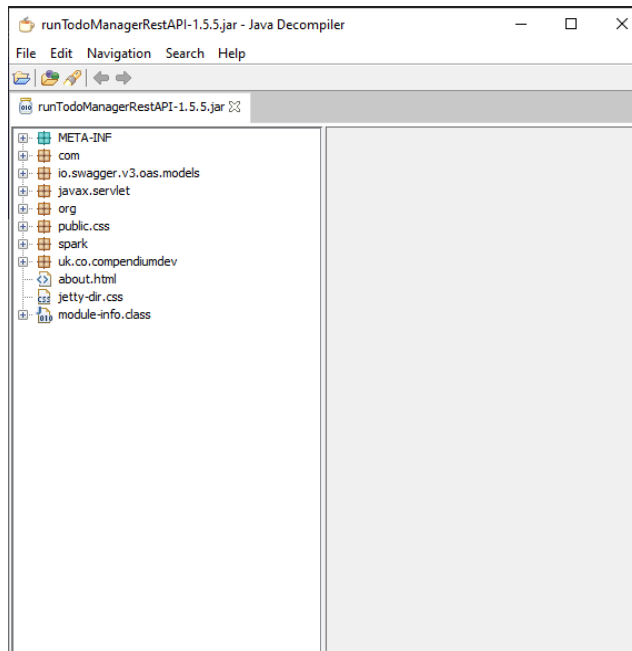 runTodoManagerRestAPI-1.5.5.jar - Java Decompiler
File Edit Navigation Search Help
runTodoManagerRestAPI-1.5.5.jar
META-INF
com
io.swagger.v3.oas.models
javax.servlet
org
public.css
spark
uk.co.compendiumdev
about.html
jetty-dir.css
module-info.class